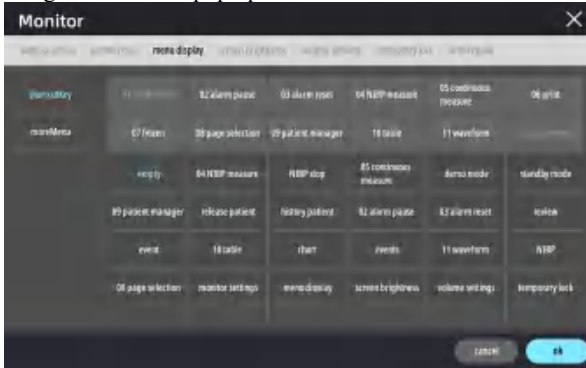 Monitor
menu display
shortcutKey
02 alarm pause
03 alarm reset
04 NIBP measure
05 continuous measure
06 print
moreMenu
07 freeze
08 page selection
09 patient manager
10 table
11 waveform
empty
04 NIBP measure
NIBP stop
05 continuous measure
demo mode
standby mode
09 patient manager
release patient
history patient
02 alarm pause
03 alarm reset
review
event
10 table
chart
events
11 waveform
NIBP
08 page selection
monitor settings
menu display
screen brightness
volume settings
temporary lock
cancel
ok